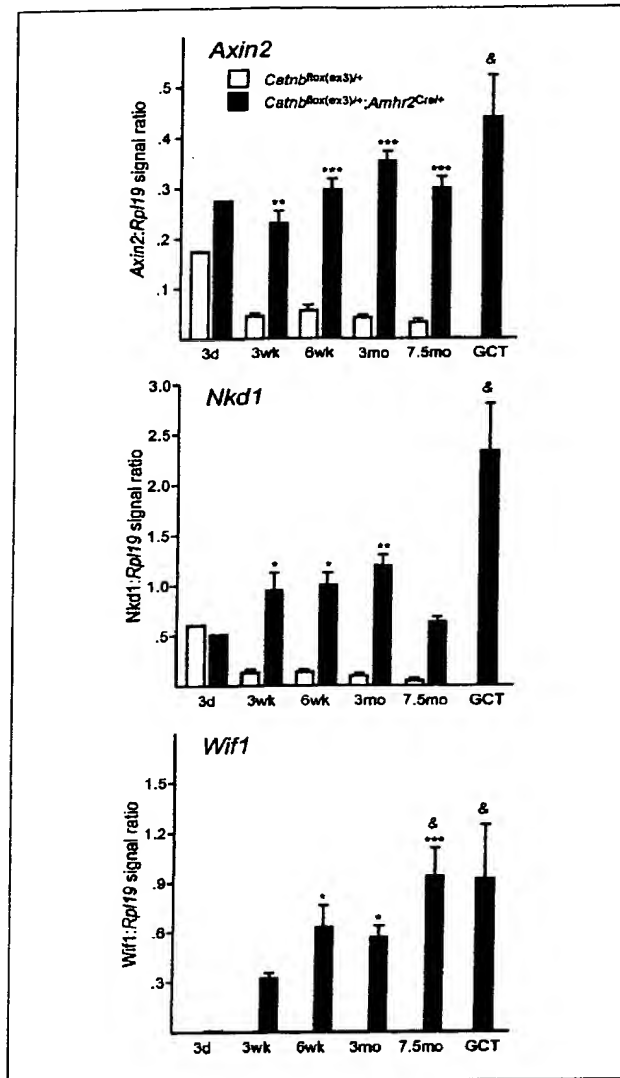 Axin2
Catnbflox(ex3)/+
Catnbflox(ex3)/+;Amhr2Cre/+
Axin2:Rpl19 signal ratio
.5
.4
.3
.2
.1
** *** *** *** &
3d 3wk 6wk 3mo 7.5mo GCT
Nkd1
Nkd1:Rpl19 signal ratio
3.0
2.5
2.0
1.5
1.0
.5
* * ** &
3d 3wk 6wk 3mo 7.5mo GCT
Wif1
Wif1:Rpl19 signal ratio
1.5
1.2
.9
.6
.3
* * & *** &
3d 3wk 6wk 3mo 7.5mo GCT